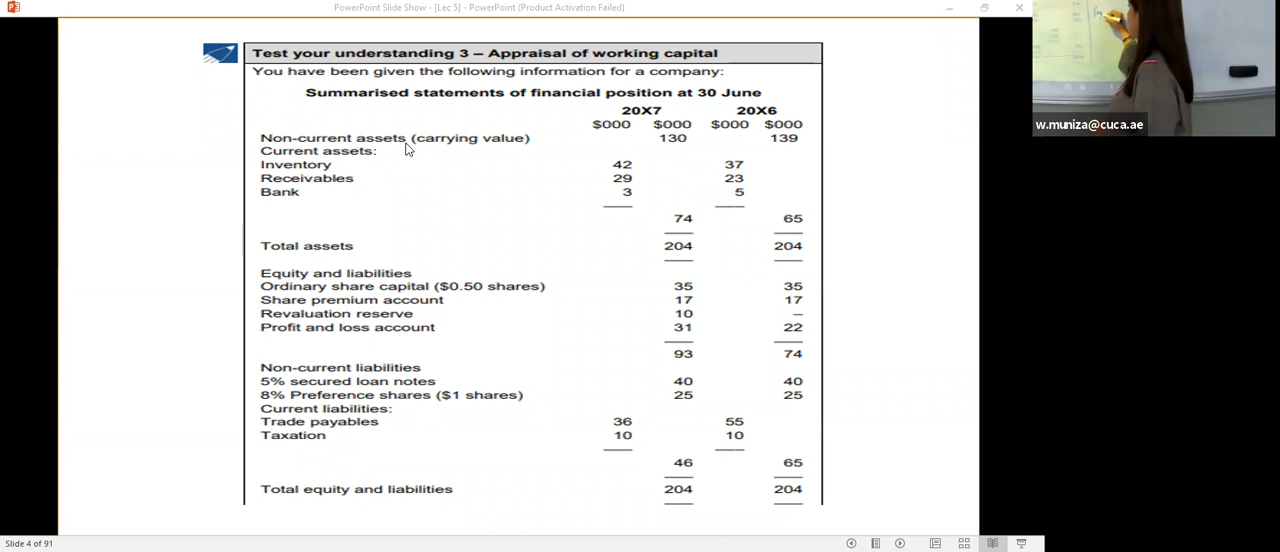 PowerPoint Slide Show - [Lec 5] - PowerPoint (Product Activation Failed)
w.muniza@cuca.ae
Test your understanding 3 – Appraisal of working capital
You have been given the following information for a company:
Summarised statements of financial position at 30 June
20X7 20X6
$000 $000 $000 $000
Non-current assets (carrying value) 130 139
Current assets:
Inventory 42 37
Receivables 29 23
Bank 3 5
74 65
Total assets 204 204
Equity and liabilities
Ordinary share capital ($0.50 shares) 35 35
Share premium account 17 17
Revaluation reserve 10 –
Profit and loss account 31 22
93 74
Non-current liabilities
5% secured loan notes 40 40
8% Preference shares ($1 shares) 25 25
Current liabilities:
Trade payables 36 55
Taxation 10 10
46 65
Total equity and liabilities 204 204
Slide 4 of 91